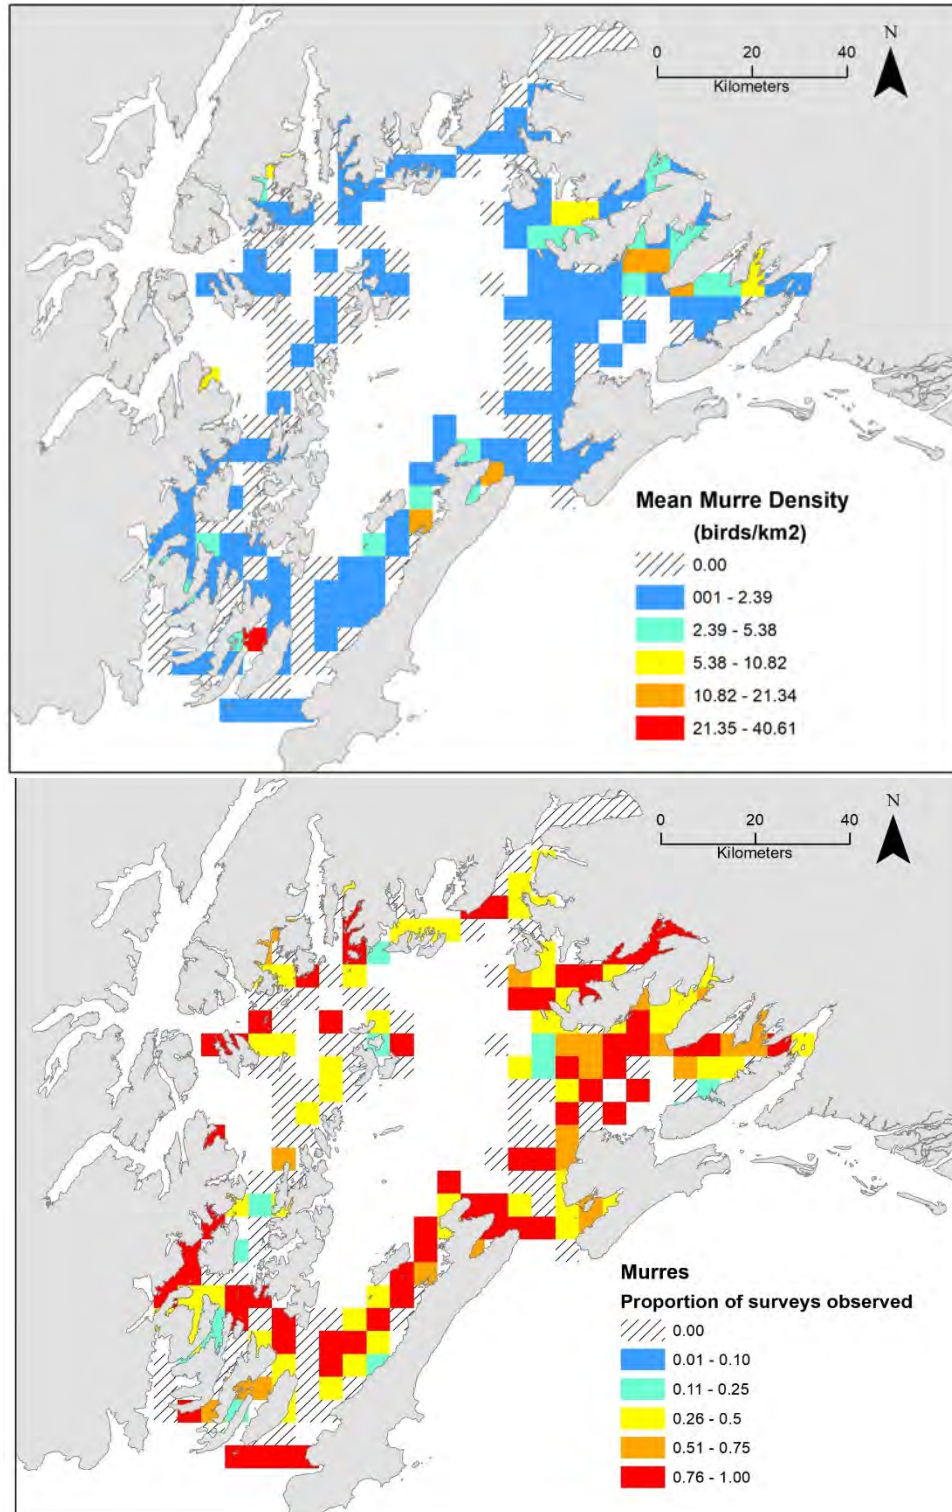 N
0 20 40
Kilometers
Mean Murre Density
(birds/km2)
0.00
001 - 2.39
2.39 - 5.38
5.38 - 10.82
10.82 - 21.34
21.35 - 40.61
N
0 20 40
Kilometers
Murres
Proportion of surveys observed
0.00
0.01 - 0.10
0.11 - 0.25
0.26 - 0.5
0.51 - 0.75
0.76 - 1.00